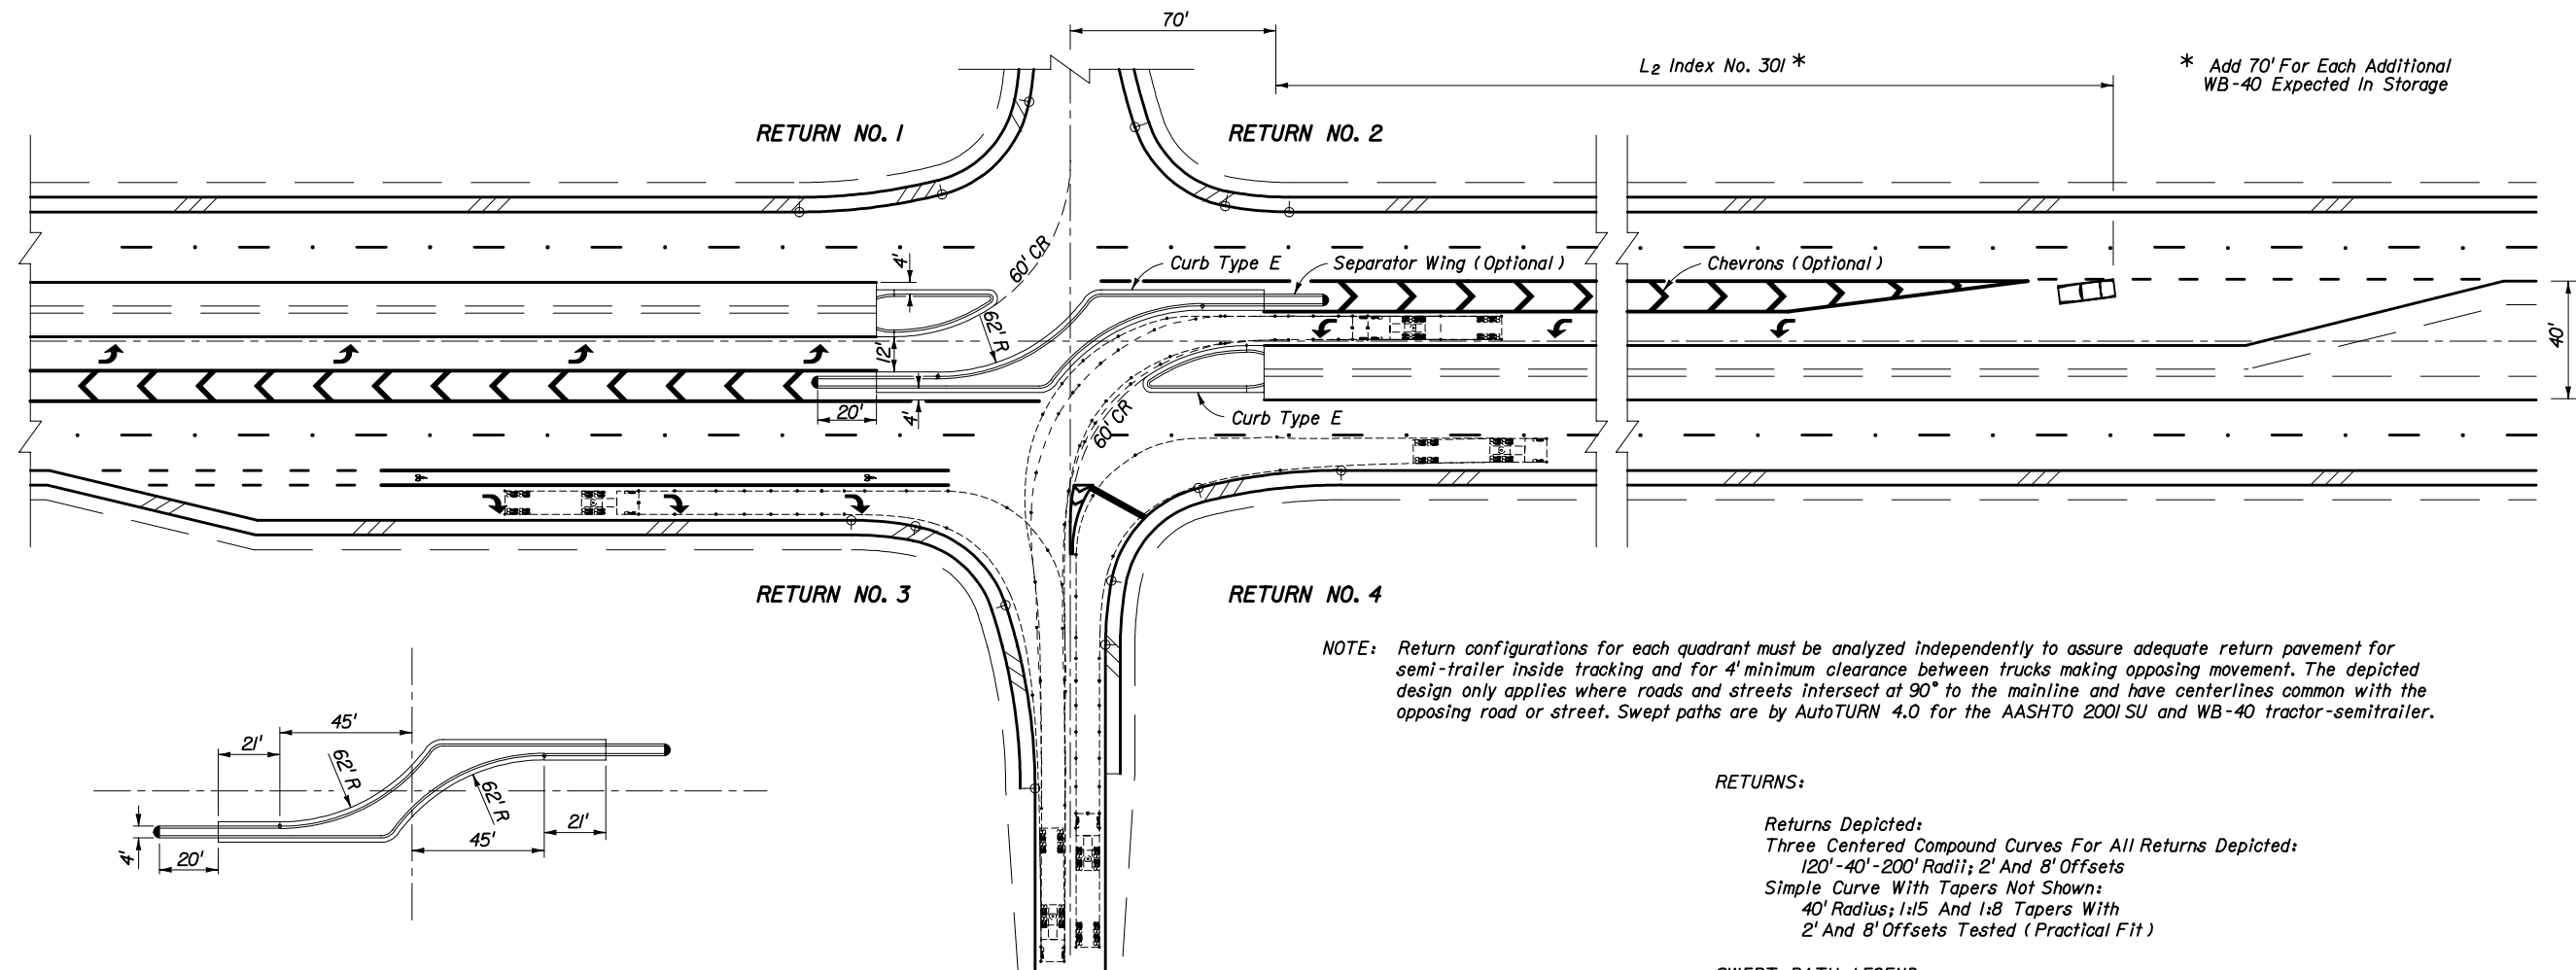 70'
L2 Index No. 301 *
* Add 70' For Each Additional
WB-40 Expected In Storage
RETURN NO. 1
RETURN NO. 2
4'
60' CR
Curb Type E
Separator Wing (Optional)
Chevrons (Optional)
62' R
12'
40'
20'
4'
60' CR
Curb Type E
RETURN NO. 3
RETURN NO. 4
NOTE: Return configurations for each quadrant must be analyzed independently to assure adequate return pavement for
semi-trailer inside tracking and for 4' minimum clearance between trucks making opposing movement. The depicted
design only applies where roads and streets intersect at 90° to the mainline and have centerlines common with the
opposing road or street. Swept paths are by AutoTURN 4.0 for the AASHTO 2001 SU and WB-40 tractor-semitrailer.
45'
21'
62' R
62' R
4'
20'
45'
21'
RETURNS:
Returns Depicted:
Three Centered Compound Curves For All Returns Depicted:
120'-40'-200' Radii; 2' And 8' Offsets
Simple Curve With Tapers Not Shown:
40' Radius; 1:15 And 1:8 Tapers With
2' And 8' Offsets Tested (Practical Fit)
SWEPT PATH LEGEND